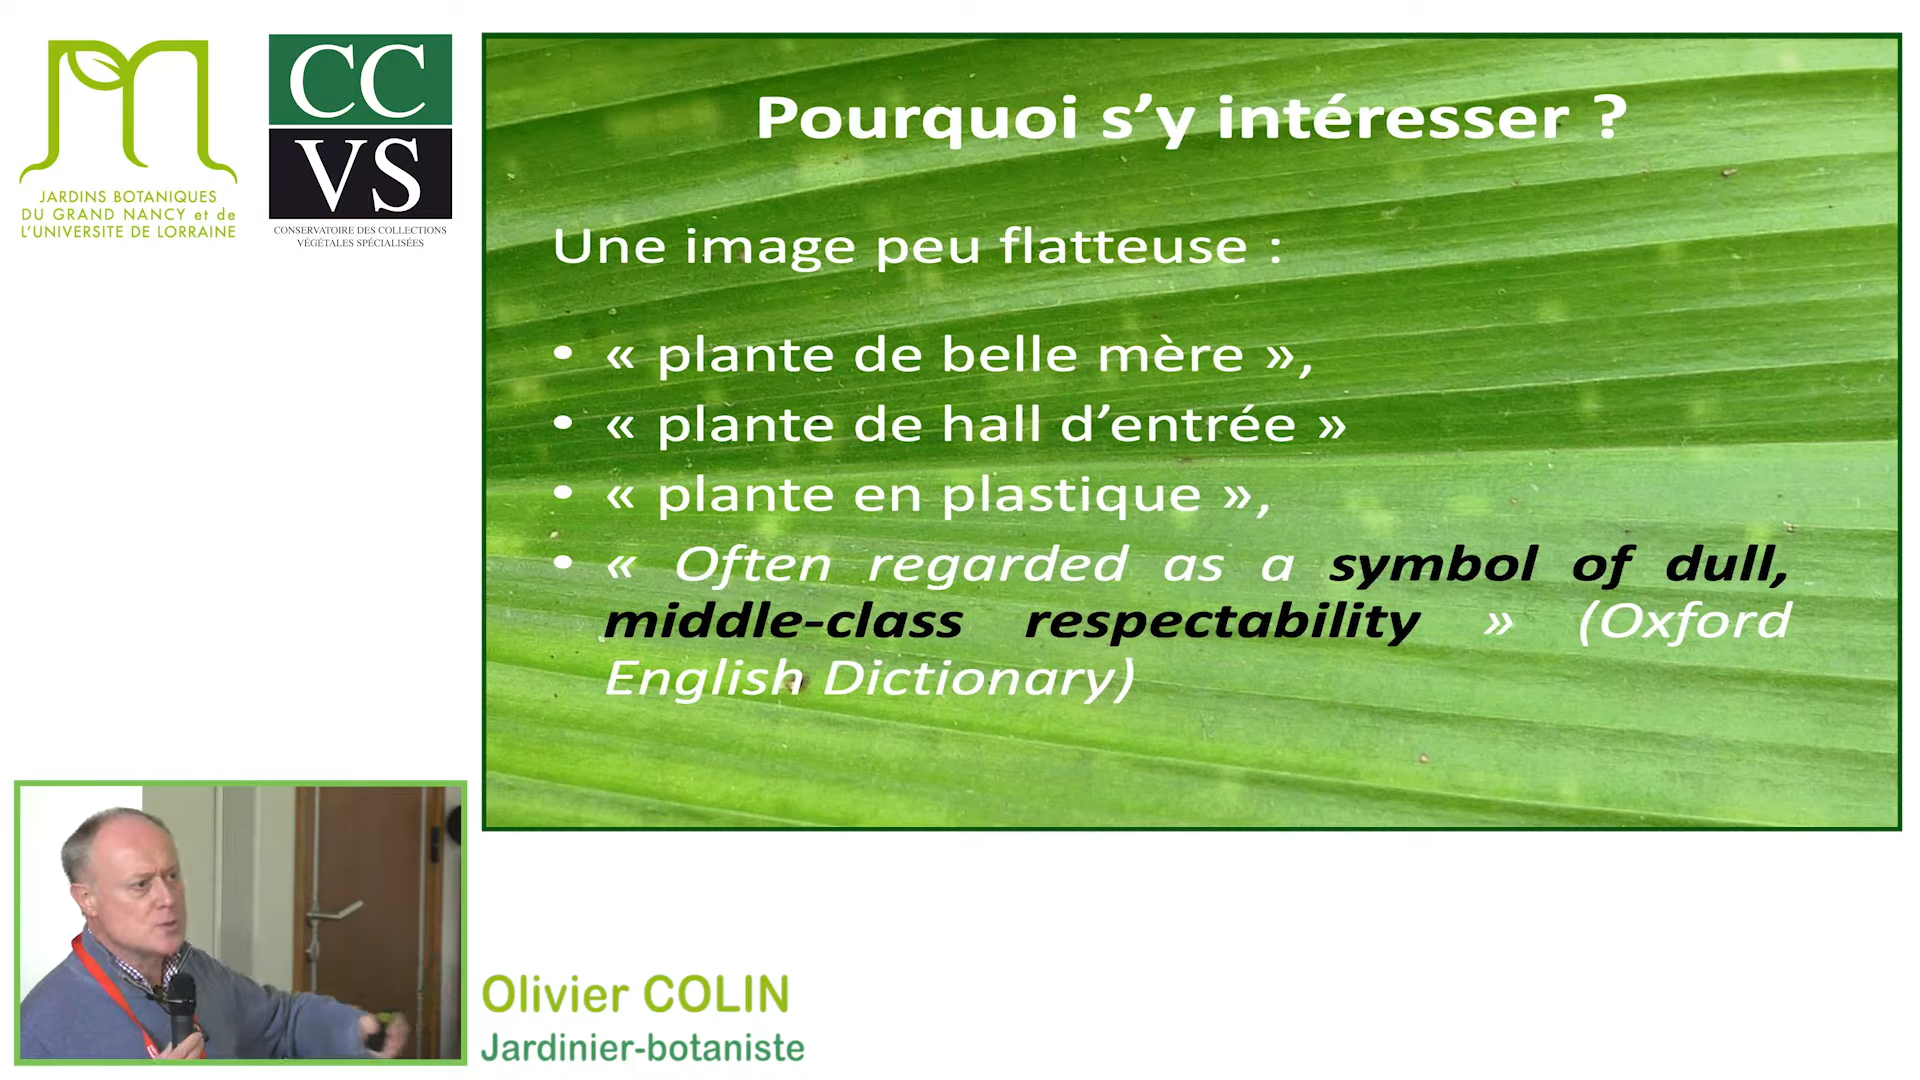 JARDINS BOTANIQUES
DU GRAND NANCY et de
L'UNIVERSITE DE LORRAINE
CC
VS
CONSERVATOIRE DES COLLECTIONS
VÉGÉTALES SPÉCIALISÉES
Pourquoi s’y intéresser ?
Une image peu flatteuse :
• « plante de belle mère »,
• « plante de hall d’entrée »
• « plante en plastique »,
• « Often regarded as a symbol of dull,
middle-class respectability » (Oxford
English Dictionary)
Olivier COLIN
Jardinier-botaniste